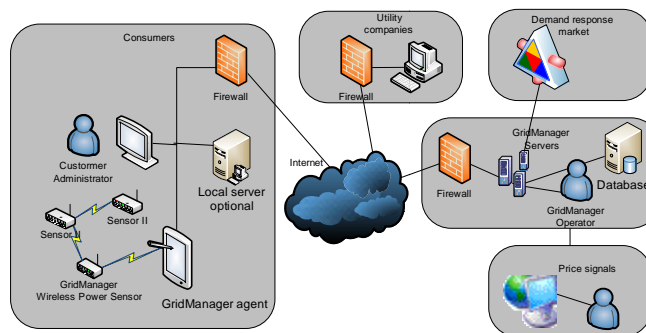 Consumers
Firewall
Customer
Administrator
Local server
optional
Sensor II
Sensor II
GridManager
Wireless Power Sensor
GridManager agent
Internet
Utility
companies
Firewall
Demand response
market
GridManager
Servers
Firewall
Database
GridManager
Operator
Price signals